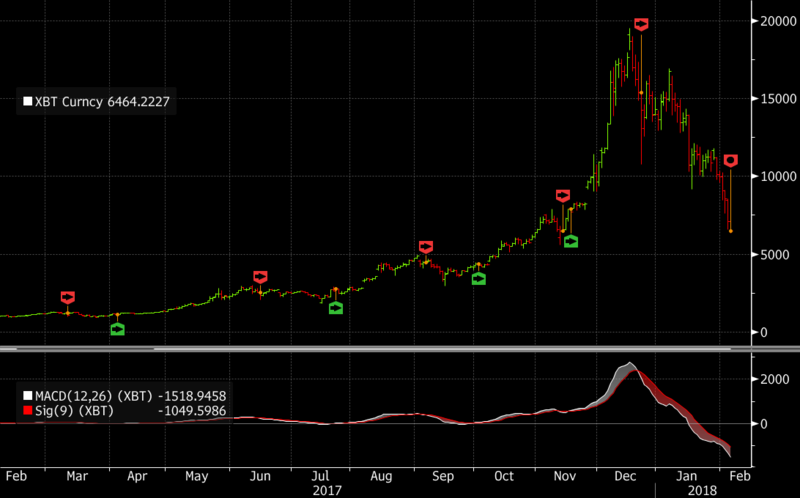 20000
XBT Curncy 6464.2227
15000
10000
5000
0
MACD(12,26) (XBT) -1518.9458
Sig(9) (XBT) -1049.5986
2000
0
Feb Mar Apr May Jun Jul Aug Sep Oct Nov Dec Jan Feb
2017 2018